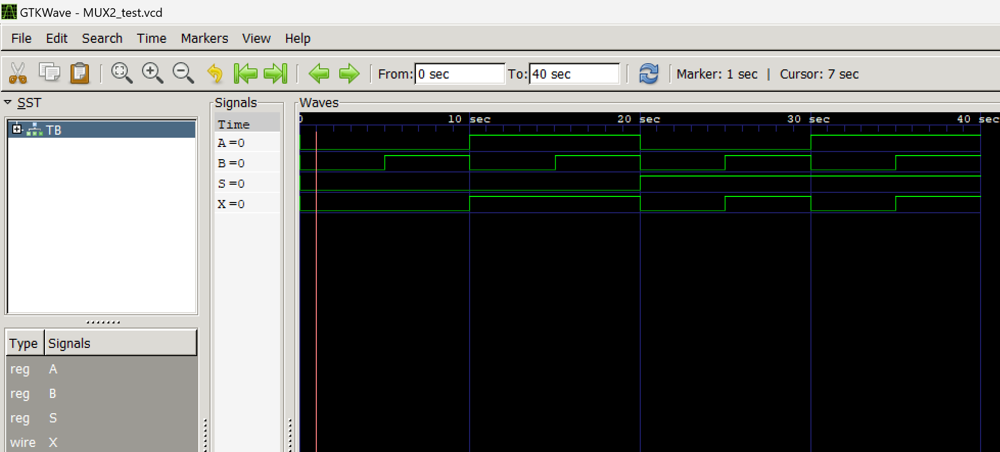 GTKWave - MUX2_test.vcd
File Edit Search Time Markers View Help
From: 0 sec To: 40 sec Marker: 1 sec | Cursor: 7 sec
SST
TB
Type Signals
reg A
reg B
reg S
wire X
Signals
Time
A =0
B =0
S =0
X =0
Waves
0 10 sec 20 sec 30 sec 40 sec